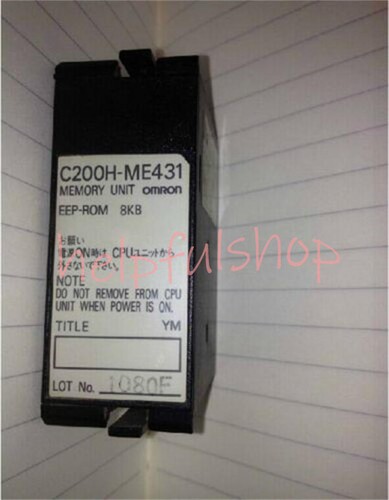 C200H-ME431
MEMORY UNIT OMRON
EEP-ROM 8KB
お願い
電源ON時は CPUユニットから
外さないで下さい。
NOTE
DO NOT REMOVE FROM CPU
UNIT WHEN POWER IS ON.
TITLE YM
LOT No. 1080F
helpfulshop